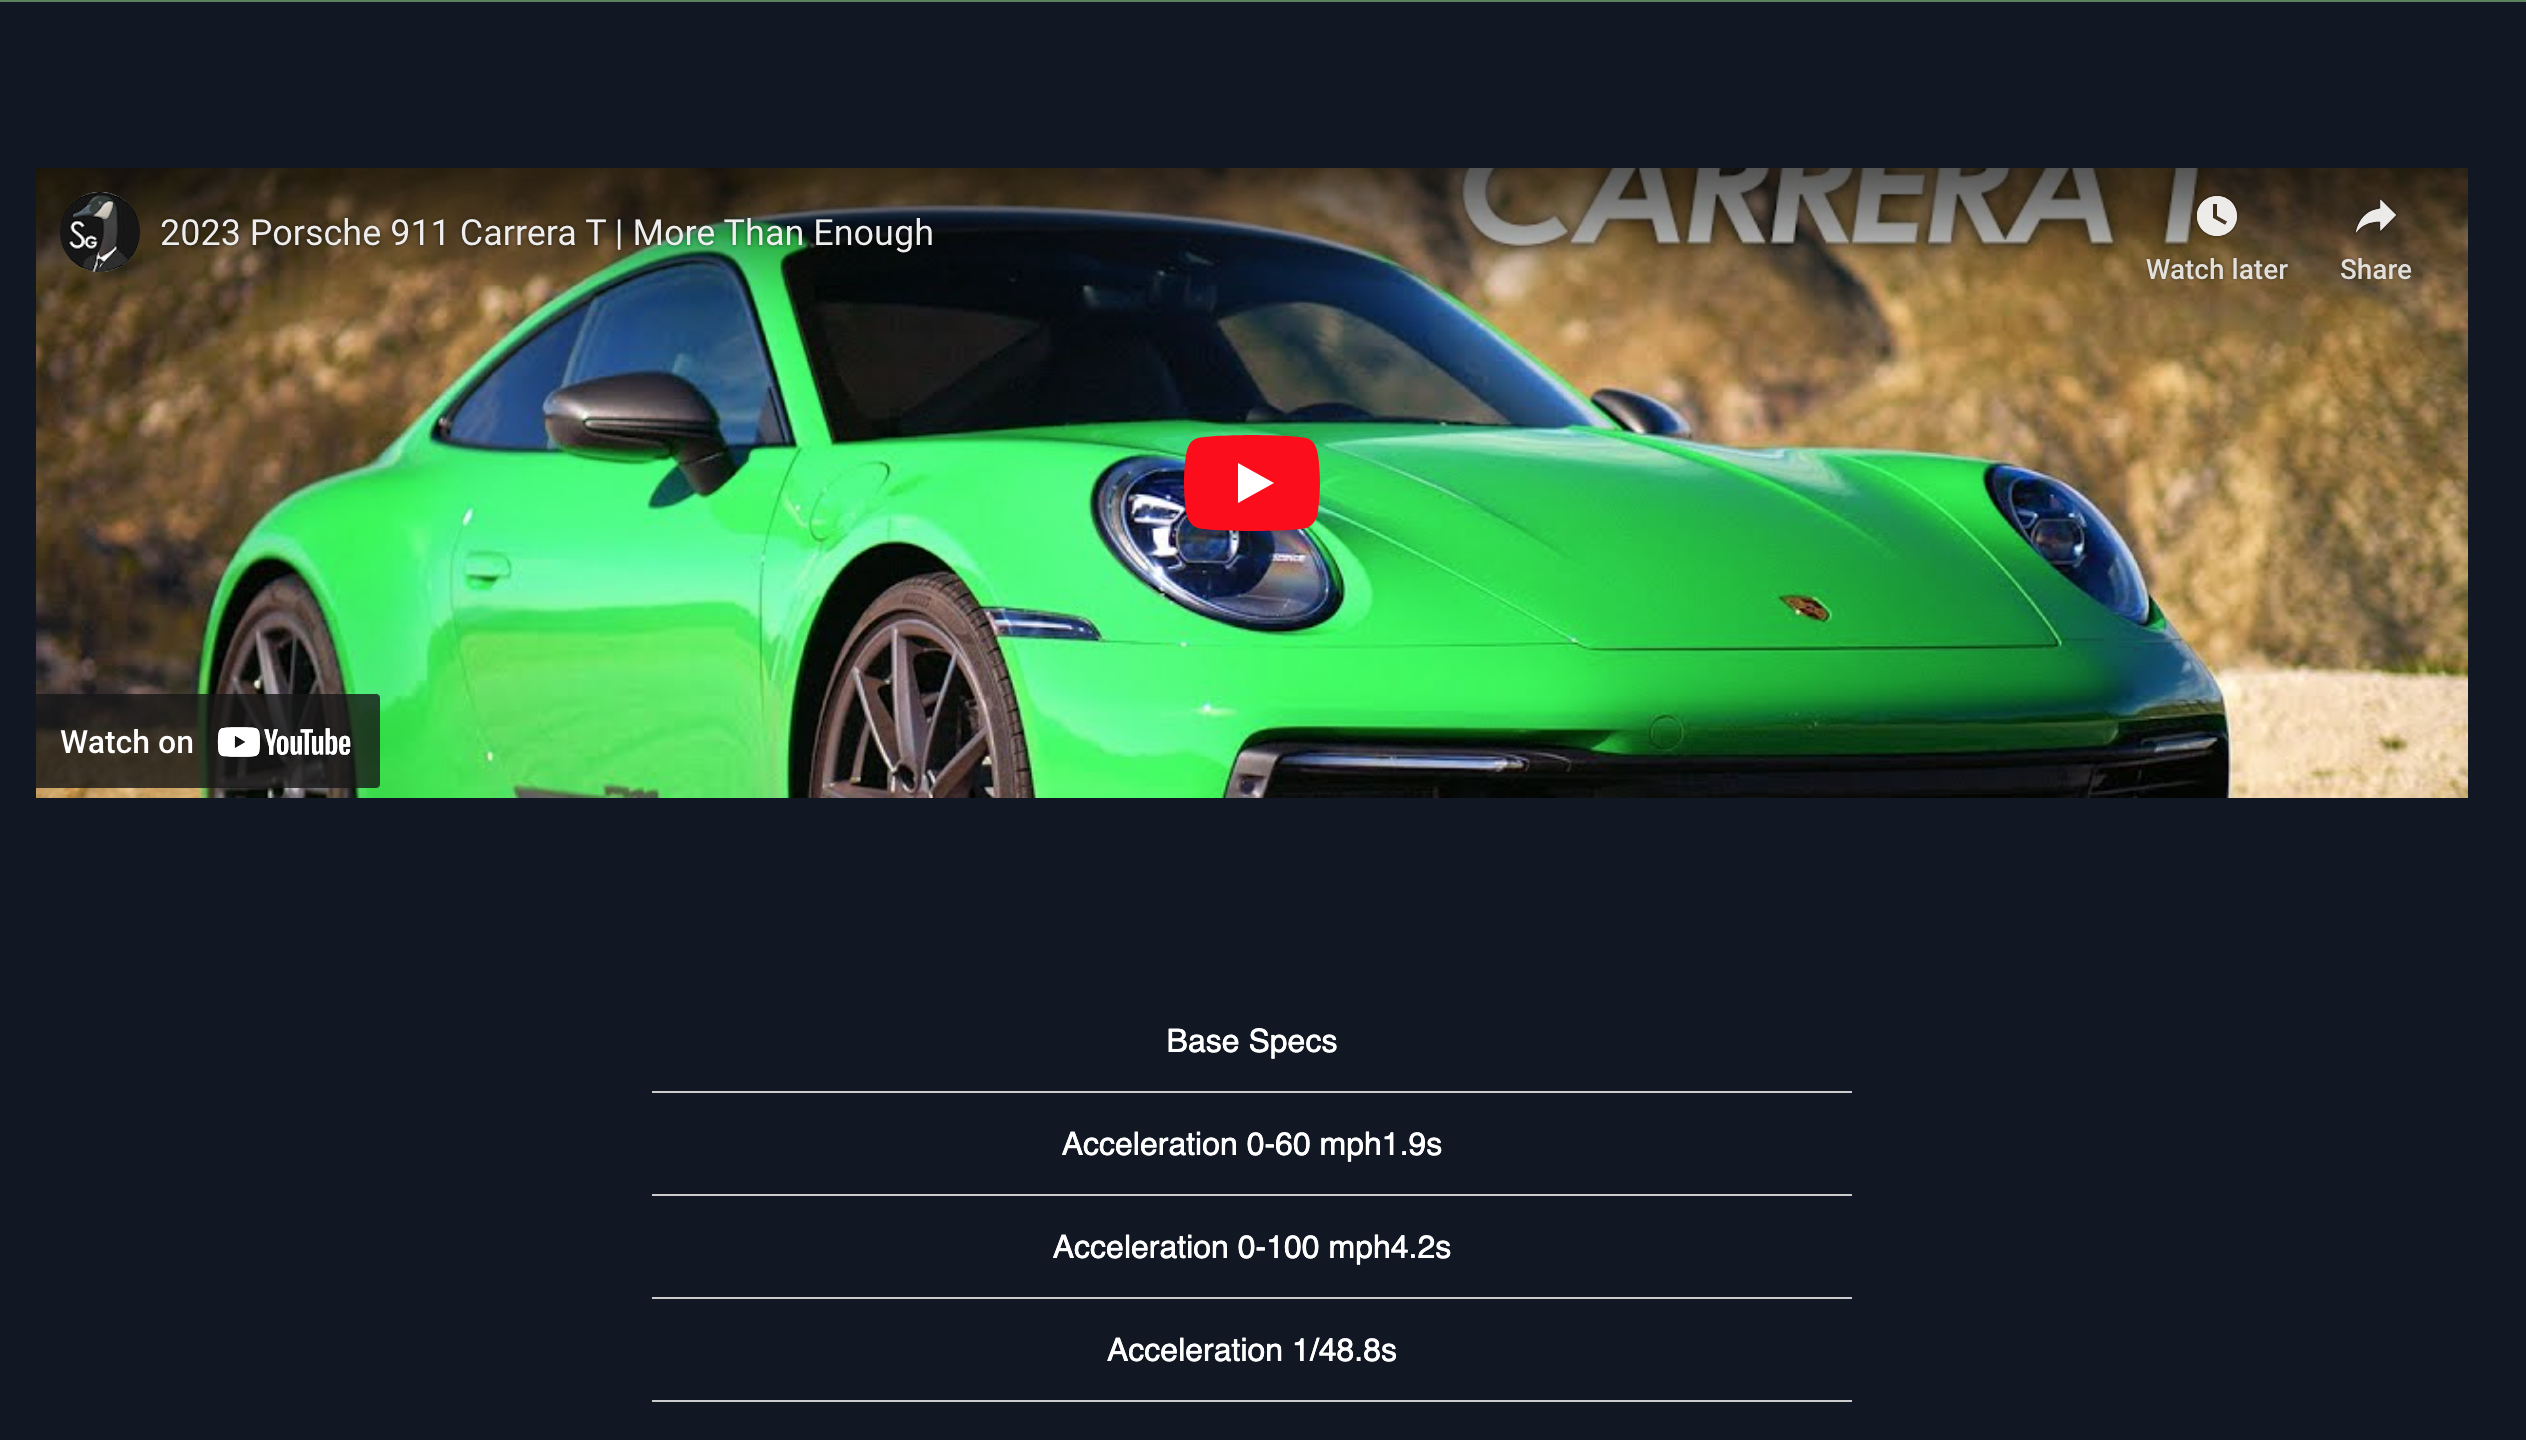 CARRERA T
SG
2023 Porsche 911 Carrera T | More Than Enough
Watch later
Share
Watch on YouTube
Base Specs
Acceleration 0-60 mph1.9s
Acceleration 0-100 mph4.2s
Acceleration 1/48.8s